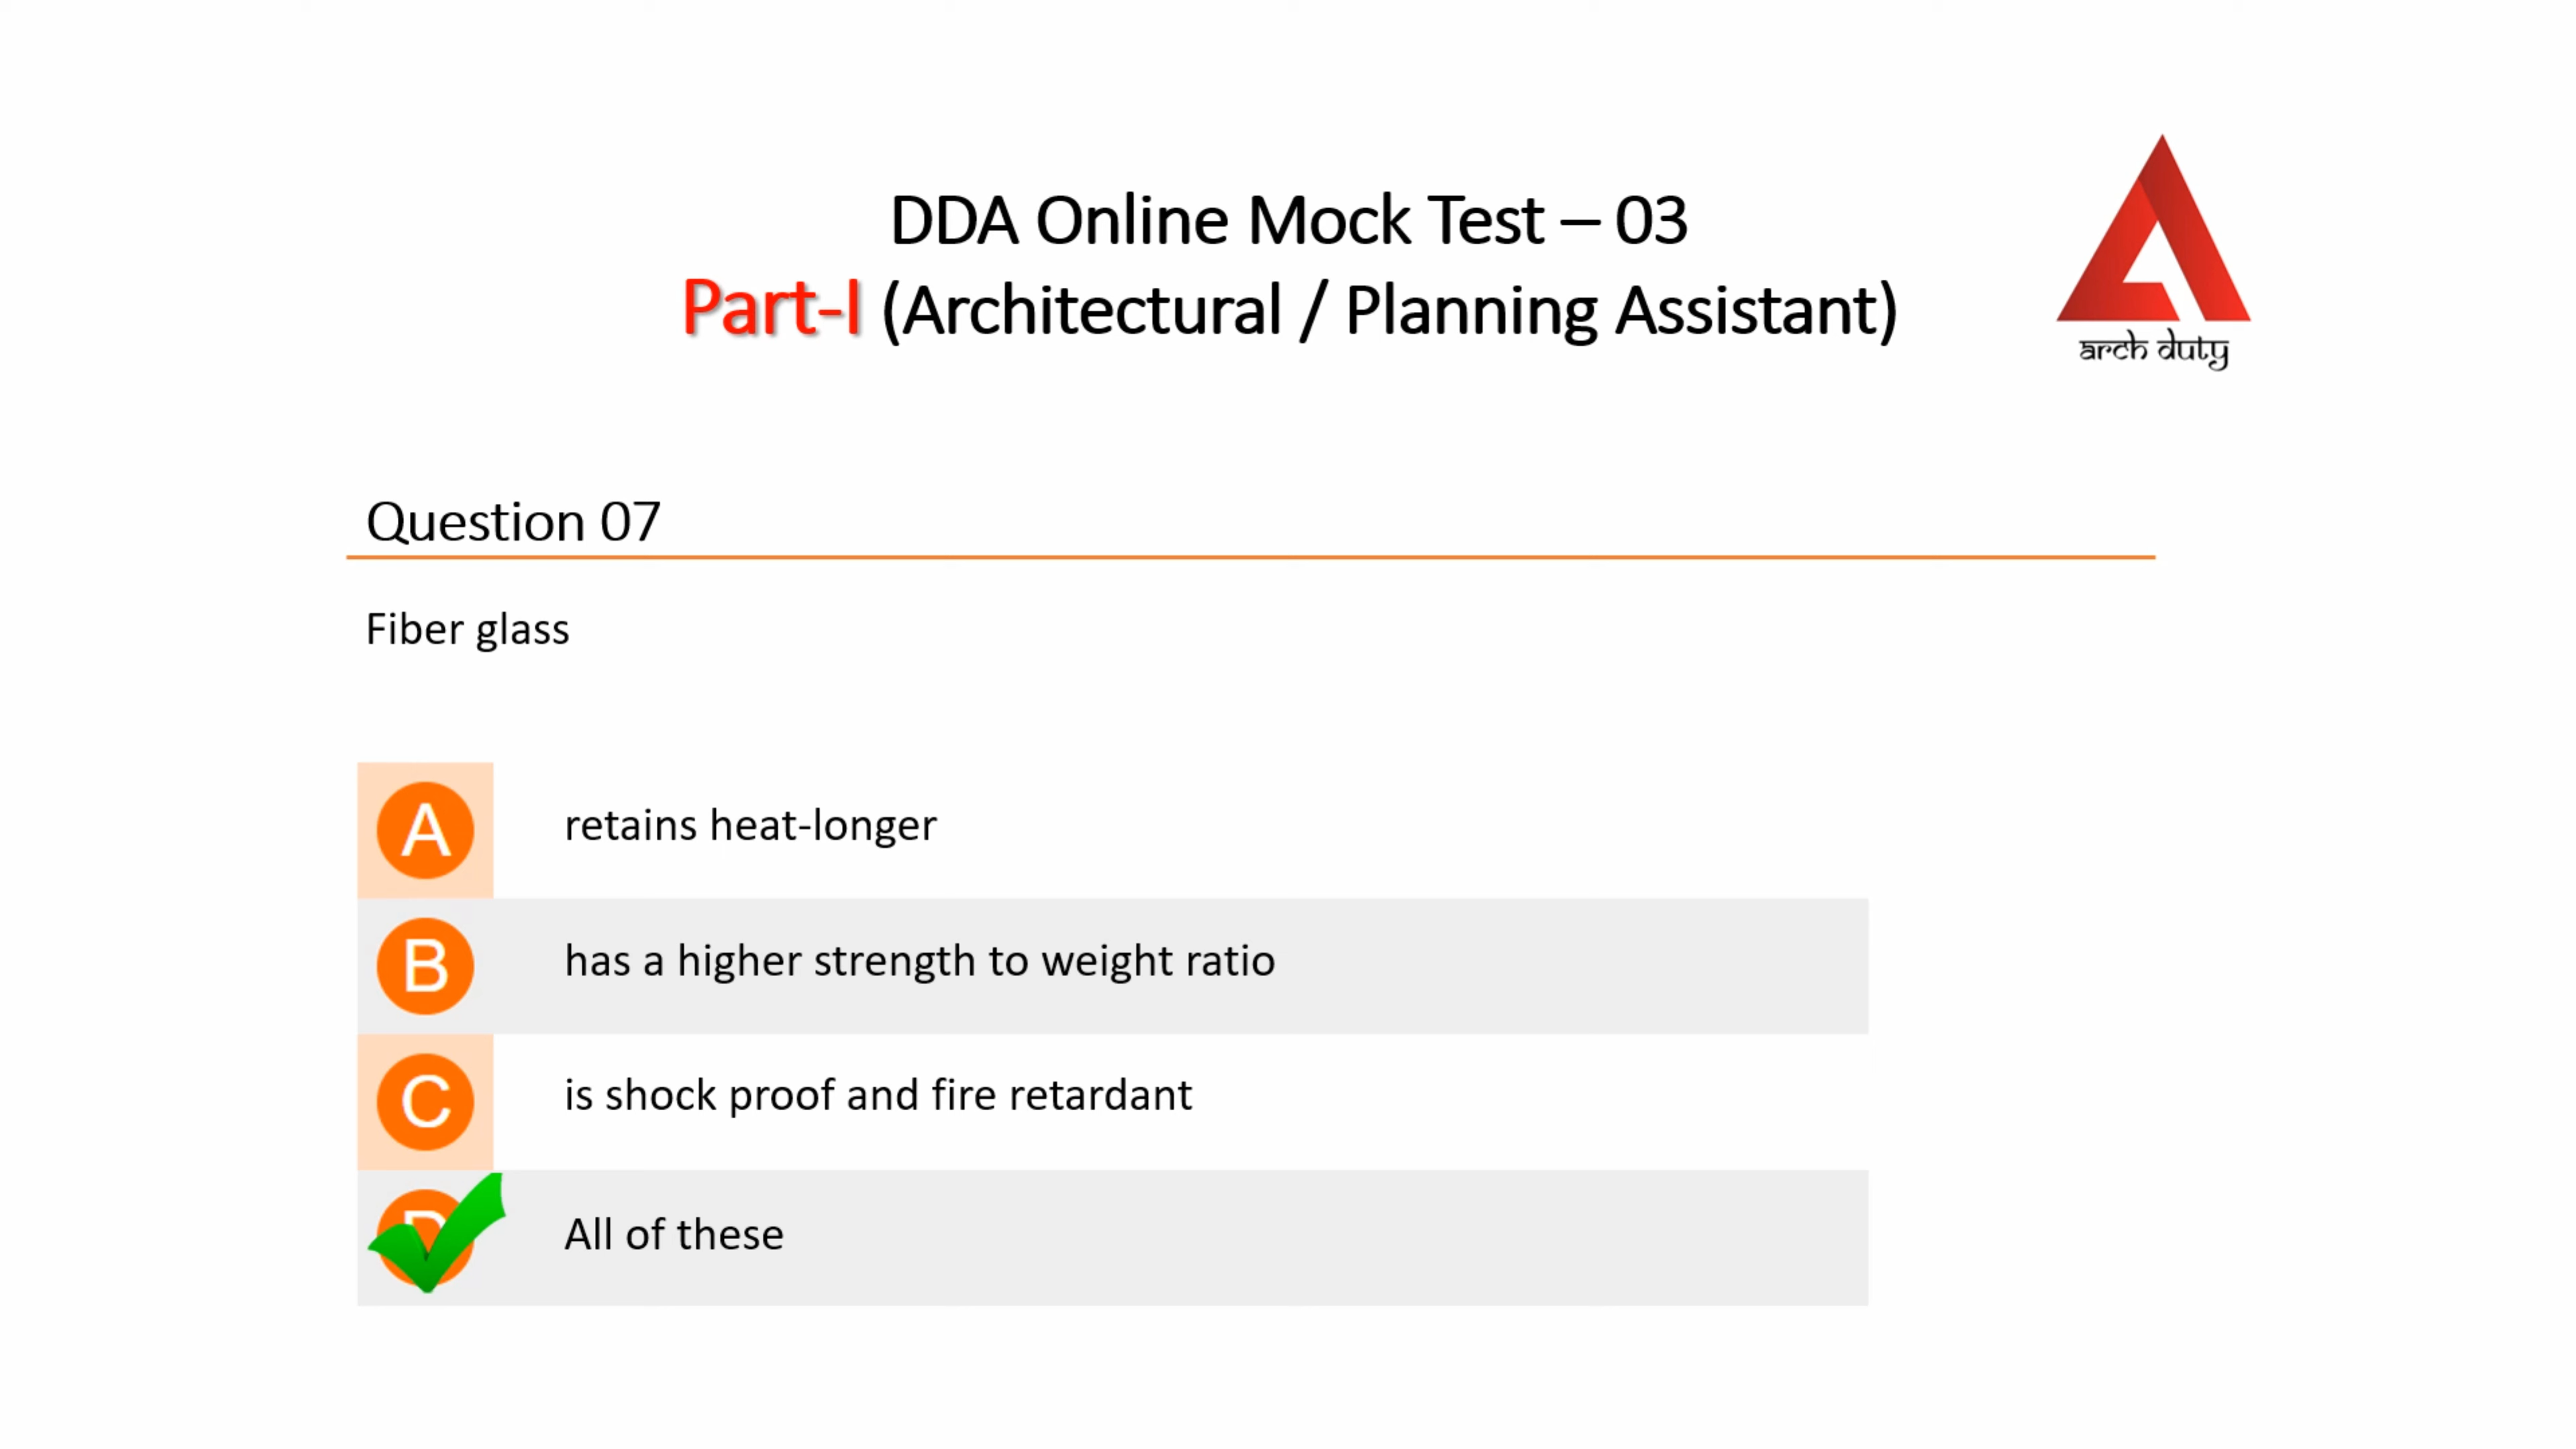 DDA Online Mock Test – 03
Part-I (Architectural / Planning Assistant)
arch duty
Question 07
Fiber glass
A retains heat-longer
B has a higher strength to weight ratio
C is shock proof and fire retardant
D All of these